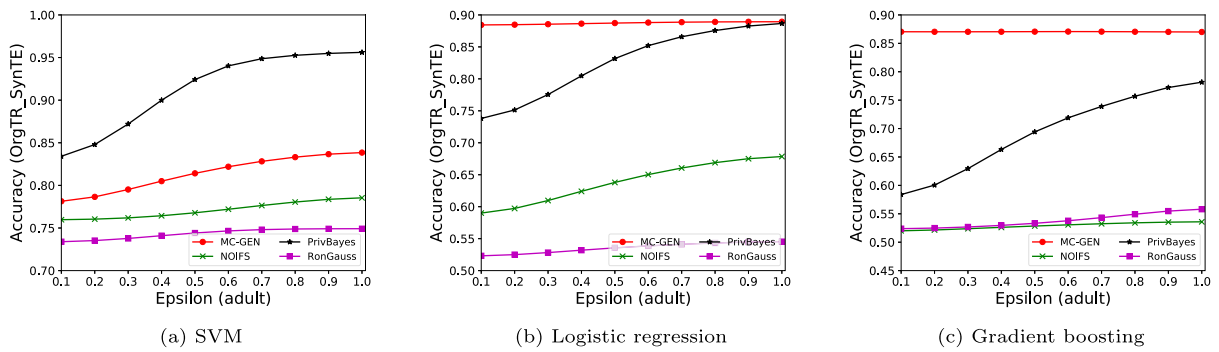 Accuracy (OrgTR_SynTE)
1.00
0.95
0.90
0.85
0.80
0.75
0.70
0.1 0.2 0.3 0.4 0.5 0.6 0.7 0.8 0.9 1.0
Epsilon (adult)
MC-GEN PrivBayes
NOIFS RonGauss
(a) SVM
Accuracy (OrgTR_SynTE)
0.90
0.85
0.80
0.75
0.70
0.65
0.60
0.55
0.50
0.1 0.2 0.3 0.4 0.5 0.6 0.7 0.8 0.9 1.0
Epsilon (adult)
MC-GEN PrivBayes
NOIFS RonGauss
(b) Logistic regression
Accuracy (OrgTR_SynTE)
0.90
0.85
0.80
0.75
0.70
0.65
0.60
0.55
0.50
0.45
0.1 0.2 0.3 0.4 0.5 0.6 0.7 0.8 0.9 1.0
Epsilon (adult)
MC-GEN PrivBayes
NOIFS RonGauss
(c) Gradient boosting